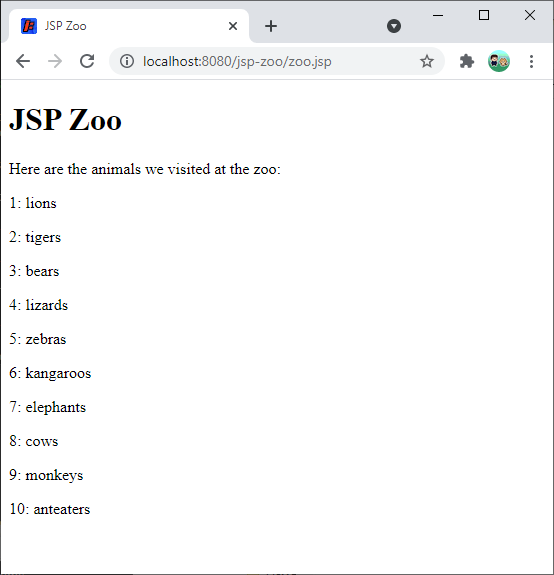 JSP Zoo
localhost:8080/jsp-zoo/zoo.jsp
JSP Zoo
Here are the animals we visited at the zoo:
1: lions
2: tigers
3: bears
4: lizards
5: zebras
6: kangaroos
7: elephants
8: cows
9: monkeys
10: anteaters